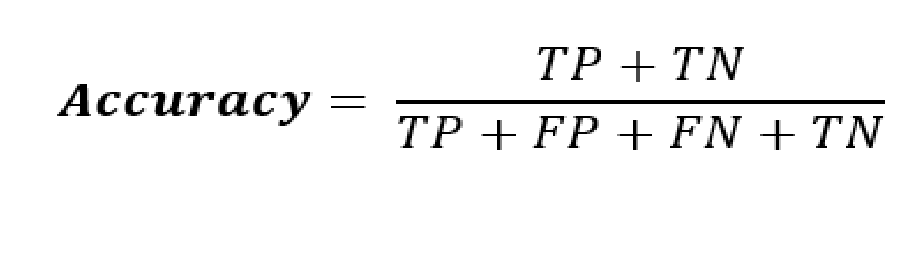 Accuracy = TP + TN / TP + FP + FN + TN